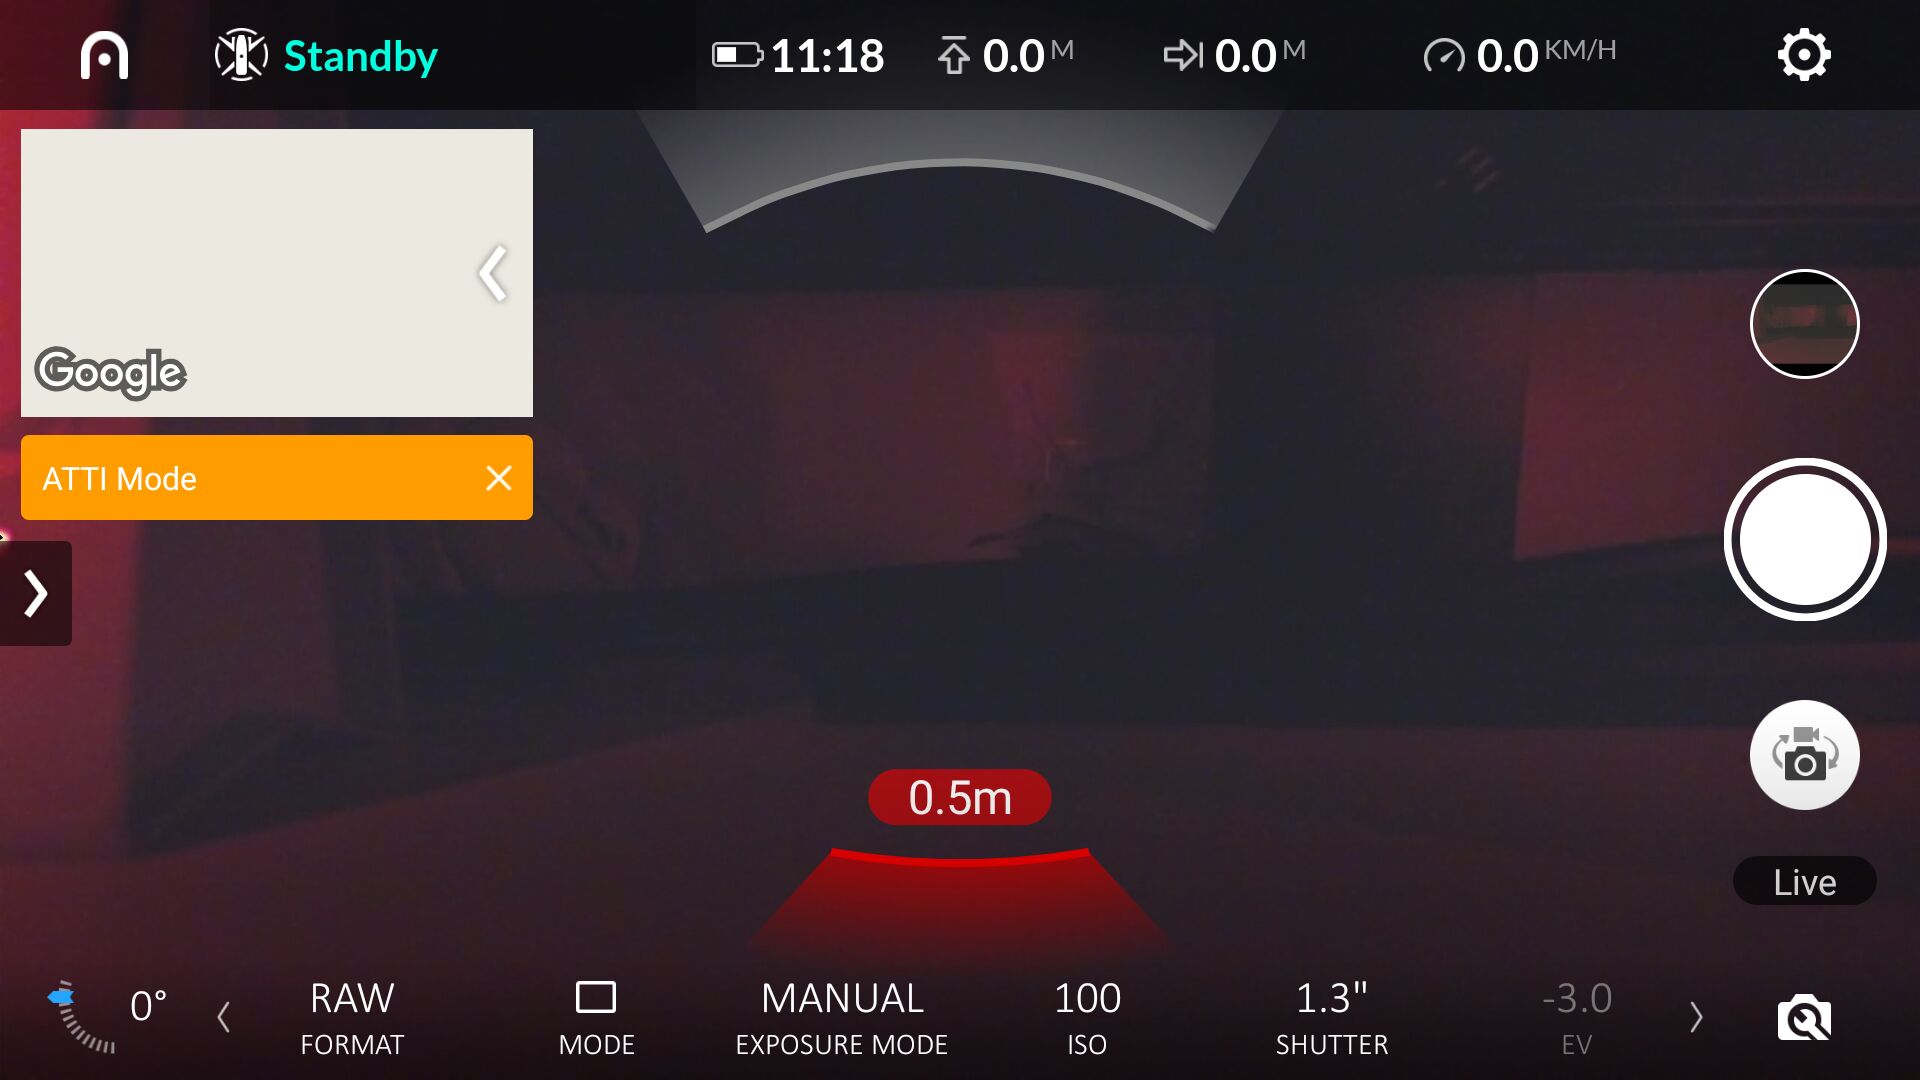 Standby 11:18 0.0 M 0.0 M 0.0 KM/H
Google
ATTI Mode
0.5m
Live
0° RAW MANUAL 100 1.3" -3.0
FORMAT MODE EXPOSURE MODE ISO SHUTTER EV